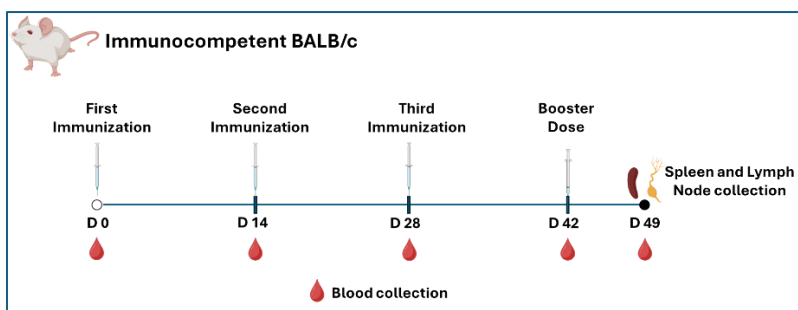 Immunocompetent BALB/c
First
Immunization
Second
Immunization
Third
Immunization
Booster
Dose
Spleen and Lymph
Node collection
D 0
D 14
D 28
D 42
D 49
Blood collection